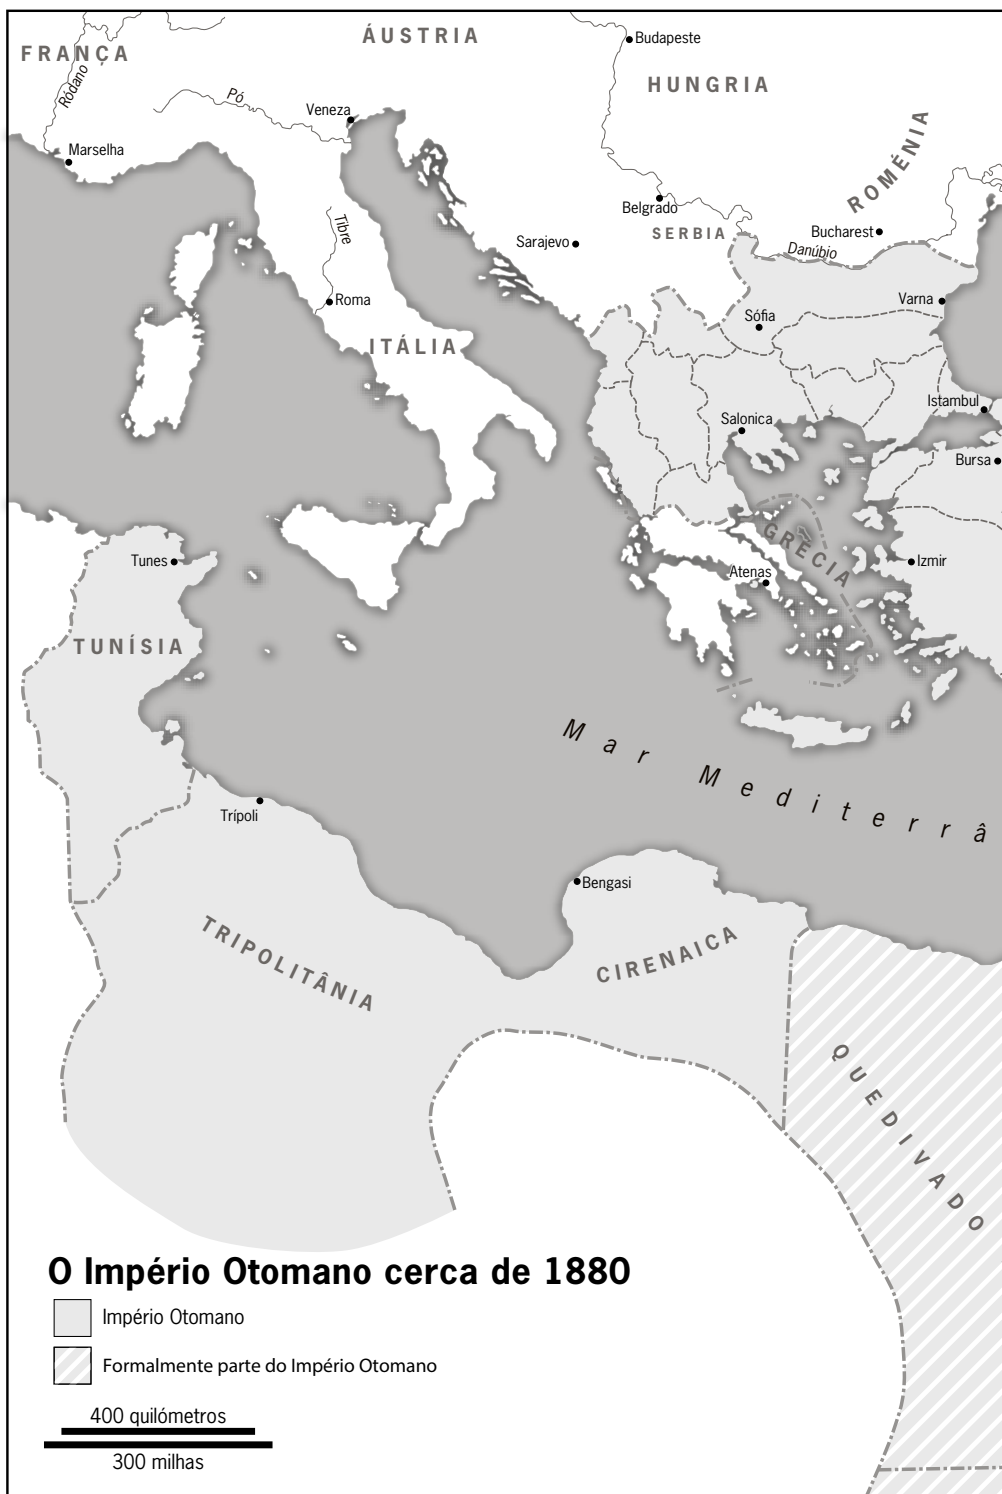 FRANÇA
ÁUSTRIA
Budapeste
HUNGRIA
Ródano
Pó
Veneza
ROMÉNIA
Marselha
Belgrado
SERBIA
Bucharest
Danúbio
Tibre
Sarajevo
Roma
Varna
Sófia
ITÁLIA
Istambul
Salonica
Bursa
GRÉCIA
Tunes
Atenas
Izmir
TUNÍSIA
Mar Mediterrâ
Trípoli
Bengasi
TRIPOLITÂNIA
CIRENAICA
QUEDIVADO
O Império Otomano cerca de 1880
Império Otomano
Formalmente parte do Império Otomano
400 quilómetros
300 milhas